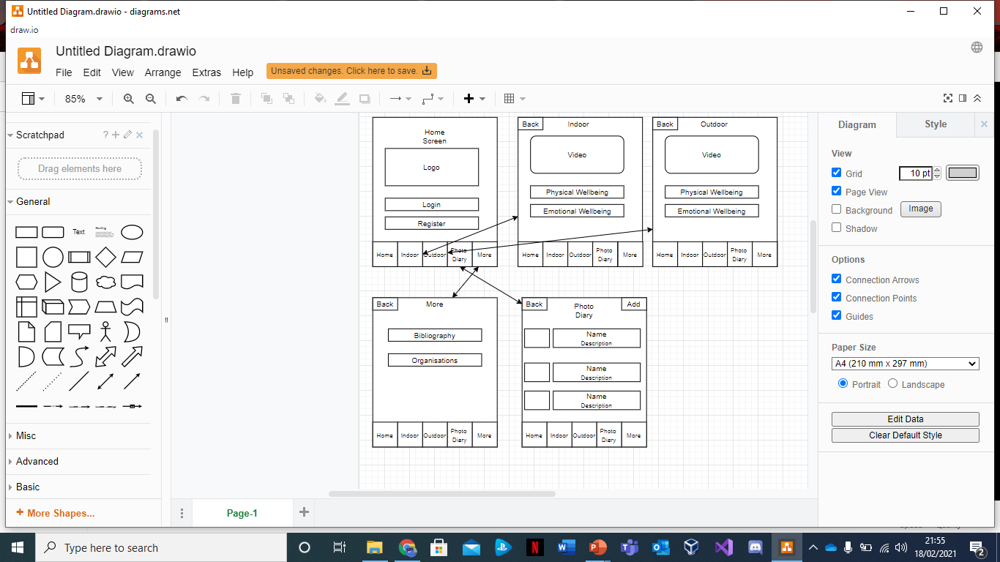 Untitled Diagram.drawio - diagrams.net
draw.io
Untitled Diagram.drawio
File Edit View Arrange Extras Help
Unsaved changes. Click here to save.
85%
Scratchpad
?
Drag elements here
General
Text
Heading
Misc
Advanced
Basic
+ More Shapes...
Home
Screen
Logo
Login
Register
Home Indoor Outdoor Photo
Diary More
Back Indoor
Video
Physical Wellbeing
Emotional Wellbeing
Home Indoor Outdoor Photo
Diary More
Back Outdoor
Video
Physical Wellbeing
Emotional Wellbeing
Home Indoor Outdoor Photo
Diary More
Back More
Bibliography
Organisations
Home Indoor Outdoor Photo
Diary More
Back Photo
Diary Add
Name
Description
Name
Description
Name
Description
Home Indoor Outdoor Photo
Diary More
Page-1
Diagram Style
View
Grid 10 pt
Page View
Background Image
Shadow
Options
Connection Arrows
Connection Points
Guides
Paper Size
A4 (210 mm x 297 mm)
Portrait Landscape
Edit Data
Clear Default Style
Type here to search
21:55
18/02/2021
2